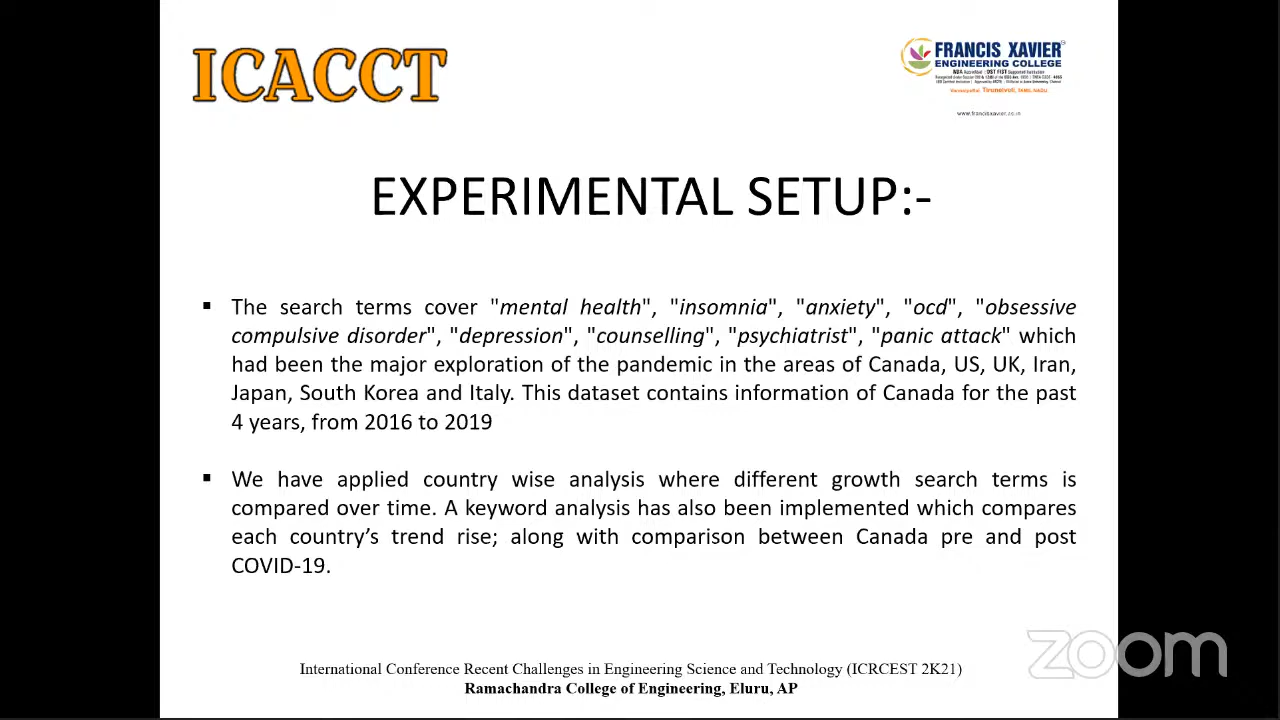 ICACCT
FRANCIS XAVIER
ENGINEERING COLLEGE
Vannarpettai, Tirunelveli, TAMIL NADU
www.francisxavier.ac.in
EXPERIMENTAL SETUP:-
▪ The search terms cover "mental health", "insomnia", "anxiety", "ocd", "obsessive
compulsive disorder", "depression", "counselling", "psychiatrist", "panic attack" which
had been the major exploration of the pandemic in the areas of Canada, US, UK, Iran,
Japan, South Korea and Italy. This dataset contains information of Canada for the past
4 years, from 2016 to 2019
▪ We have applied country wise analysis where different growth search terms is
compared over time. A keyword analysis has also been implemented which compares
each country’s trend rise; along with comparison between Canada pre and post
COVID-19.
zoom
International Conference Recent Challenges in Engineering Science and Technology (ICRCEST 2K21)
Ramachandra College of Engineering, Eluru, AP